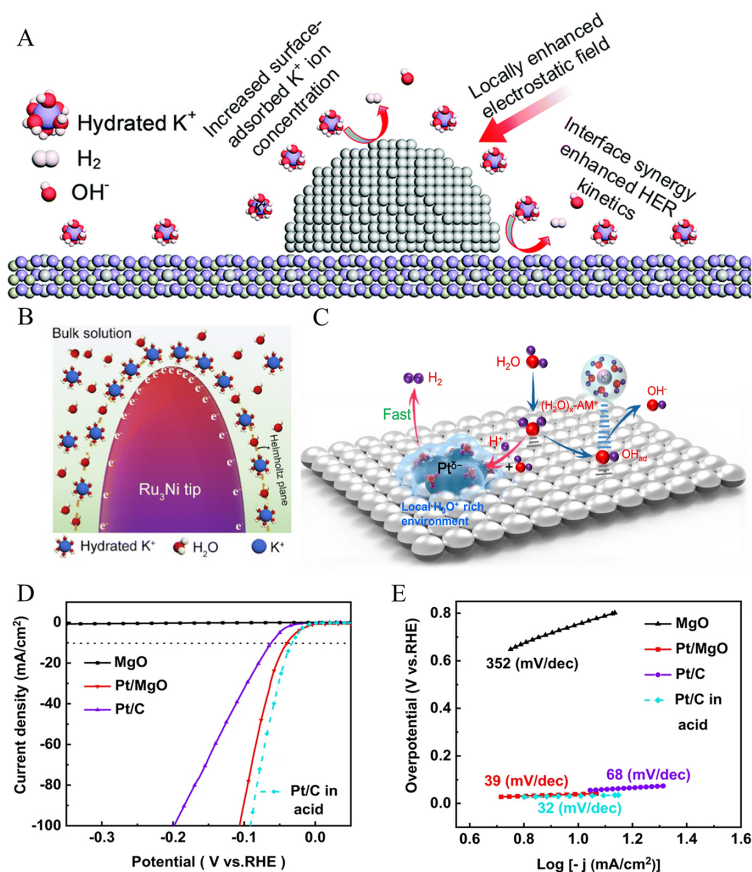 A
Increased surface-
adsorbed K+ ion
concentration
Locally enhanced
electrostatic field
Interface synergy
enhanced HER
kinetics
Hydrated K+
H2
OH-
K+
B
Bulk solution
Helmholtz plane
Ru3Ni tip
e-
Hydrated K+
H2O
K+
C
H2O
K+
H2
(H2O)x-AM+
OH-
Fast
H+
Ptδ−
+
OHad
Local H3O+ rich
environment
D
Current density (mA/cm2)
0
-20
-40
-60
-80
-100
MgO
Pt/MgO
Pt/C
Pt/C in
acid
-0.3
-0.2
-0.1
0.0
Potential ( V vs.RHE )
E
Overpotential (V vs.RHE)
0.8
0.6
0.4
0.2
0.0
352 (mV/dec)
MgO
Pt/MgO
Pt/C
Pt/C in
acid
39 (mV/dec)
68 (mV/dec)
32 (mV/dec)
0.4
0.8
1.0
1.2
1.4
1.6
Log [- j (mA/cm2)]